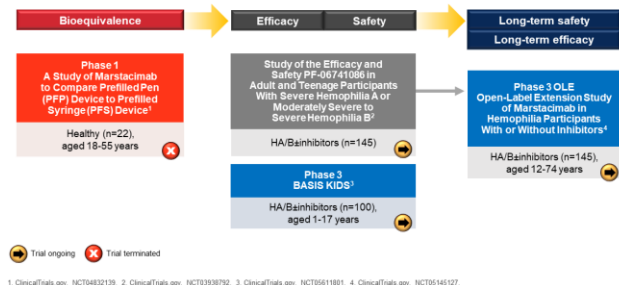 Bioequivalence
Efficacy
Safety
Long-term safety
Long-term efficacy
Phase 1
A Study of Marstacimab
to Compare Prefilled Pen
(PFP) Device to Prefilled
Syringe (PFS) Device1
Healthy (n=22),
aged 18-55 years
Study of the Efficacy and
Safety PF-06741086 in
Adult and Teenage Participants
With Severe Hemophilia A or
Moderately Severe to
Severe Hemophilia B2
HA/B±inhibitors (n=145)
Phase 3
BASIS KIDS3
HA/B±inhibitors (n=100),
aged 1-17 years
Phase 3 OLE
Open-Label Extension Study
of Marstacimab in
Hemophilia Participants
With or Without Inhibitors4
HA/B±inhibitors (n=145),
aged 12-74 years
Trial ongoing
Trial terminated
1. ClinicalTrials.gov. NCT04832139. 2. ClinicalTrials.gov. NCT03938792. 3. ClinicalTrials.gov. NCT05611801. 4. ClinicalTrials.gov. NCT05145127.